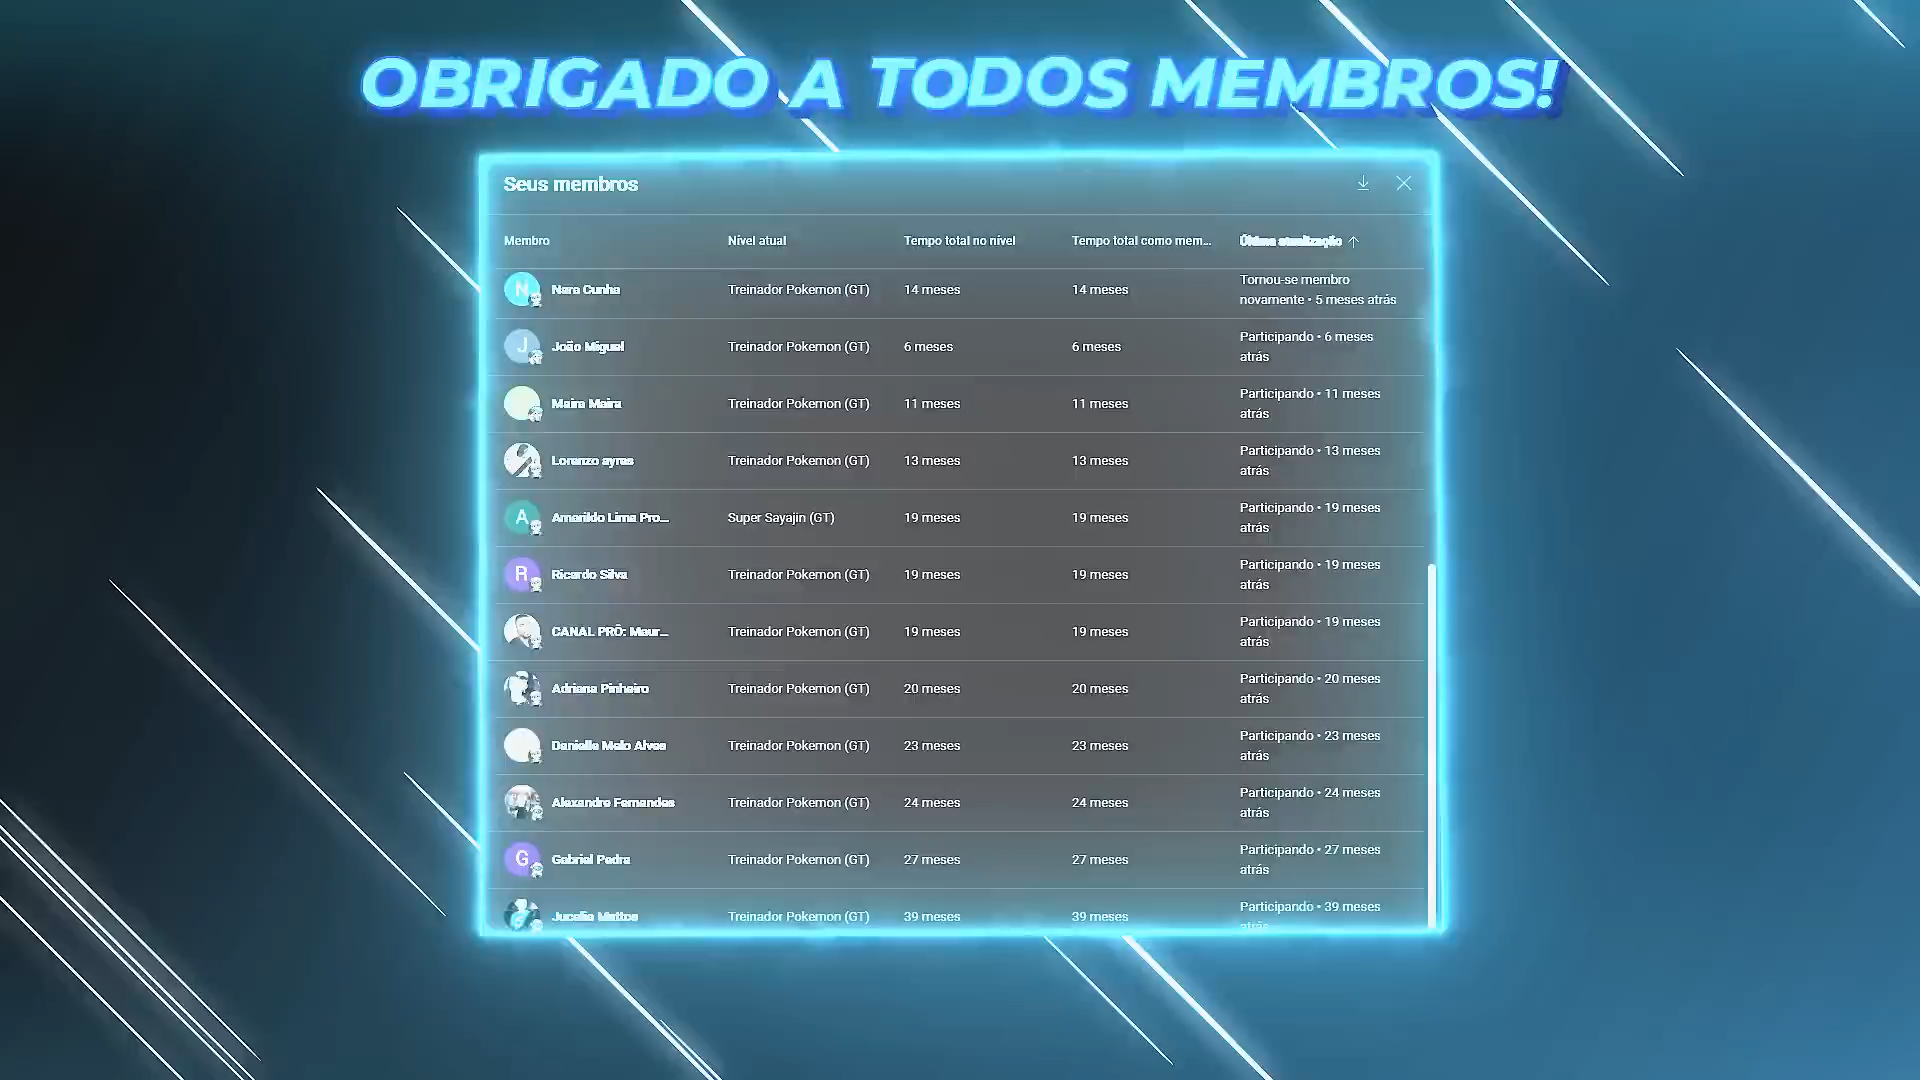 OBRIGADO A TODOS MEMBROS!
Seus membros
Membro Nível atual Tempo total no nível Tempo total como mem... Última atualização
N Nara Cunha Treinador Pokemon (GT) 14 meses 14 meses Tornou-se membro
novamente • 5 meses atrás
J João Miguel Treinador Pokemon (GT) 6 meses 6 meses Participando • 6 meses
atrás
Maira Maira Treinador Pokemon (GT) 11 meses 11 meses Participando • 11 meses
atrás
Lorenzo ayres Treinador Pokemon (GT) 13 meses 13 meses Participando • 13 meses
atrás
A Amarildo Lima Pro... Super Sayajin (GT) 19 meses 19 meses Participando • 19 meses
atrás
R Ricardo Silva Treinador Pokemon (GT) 19 meses 19 meses Participando • 19 meses
atrás
CANAL PRÓ: Maur... Treinador Pokemon (GT) 19 meses 19 meses Participando • 19 meses
atrás
Adriana Pinheiro Treinador Pokemon (GT) 20 meses 20 meses Participando • 20 meses
atrás
Danielle Melo Alves Treinador Pokemon (GT) 23 meses 23 meses Participando • 23 meses
atrás
Alexandre Fernandes Treinador Pokemon (GT) 24 meses 24 meses Participando • 24 meses
atrás
G Gabriel Pedra Treinador Pokemon (GT) 27 meses 27 meses Participando • 27 meses
atrás
Jucelio Mattos Treinador Pokemon (GT) 39 meses 39 meses Participando • 39 meses
atrás